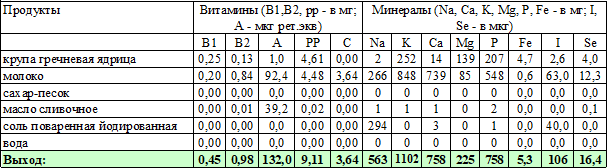 Продукты Витамины (B1,B2, рр - в мг; Минералы (Na, Ca, K, Mg, P, Fe - в мг; I,
А - мкг рет.экв) Se - в мкг)
B1 B2 A PP C Na K Ca Mg P Fe I Se
крупа гречневая ядрица 0,25 0,13 1,0 4,61 0,00 2 252 14 139 207 4,7 2,6 4,0
молоко 0,20 0,84 92,4 4,48 3,64 266 848 739 85 548 0,6 63,0 12,3
сахар-песок 0,00 0,00 0,0 0,00 0,00 0 0 0 0 0 0,0 0,0 0,0
масло сливочное 0,00 0,01 39,2 0,02 0,00 1 1 1 0 2 0,0 0,0 0,1
соль поваренная йодированная 0,00 0,00 0,0 0,00 0,00 294 0 3 0 1 0,0 40,0 0,0
вода 0,00 0,00 0,0 0,00 0,00 0 0 0 0 0 0,0 0,0 0,0
Выход: 0,45 0,98 132,0 9,11 3,64 563 1102 758 225 758 5,3 106 16,4